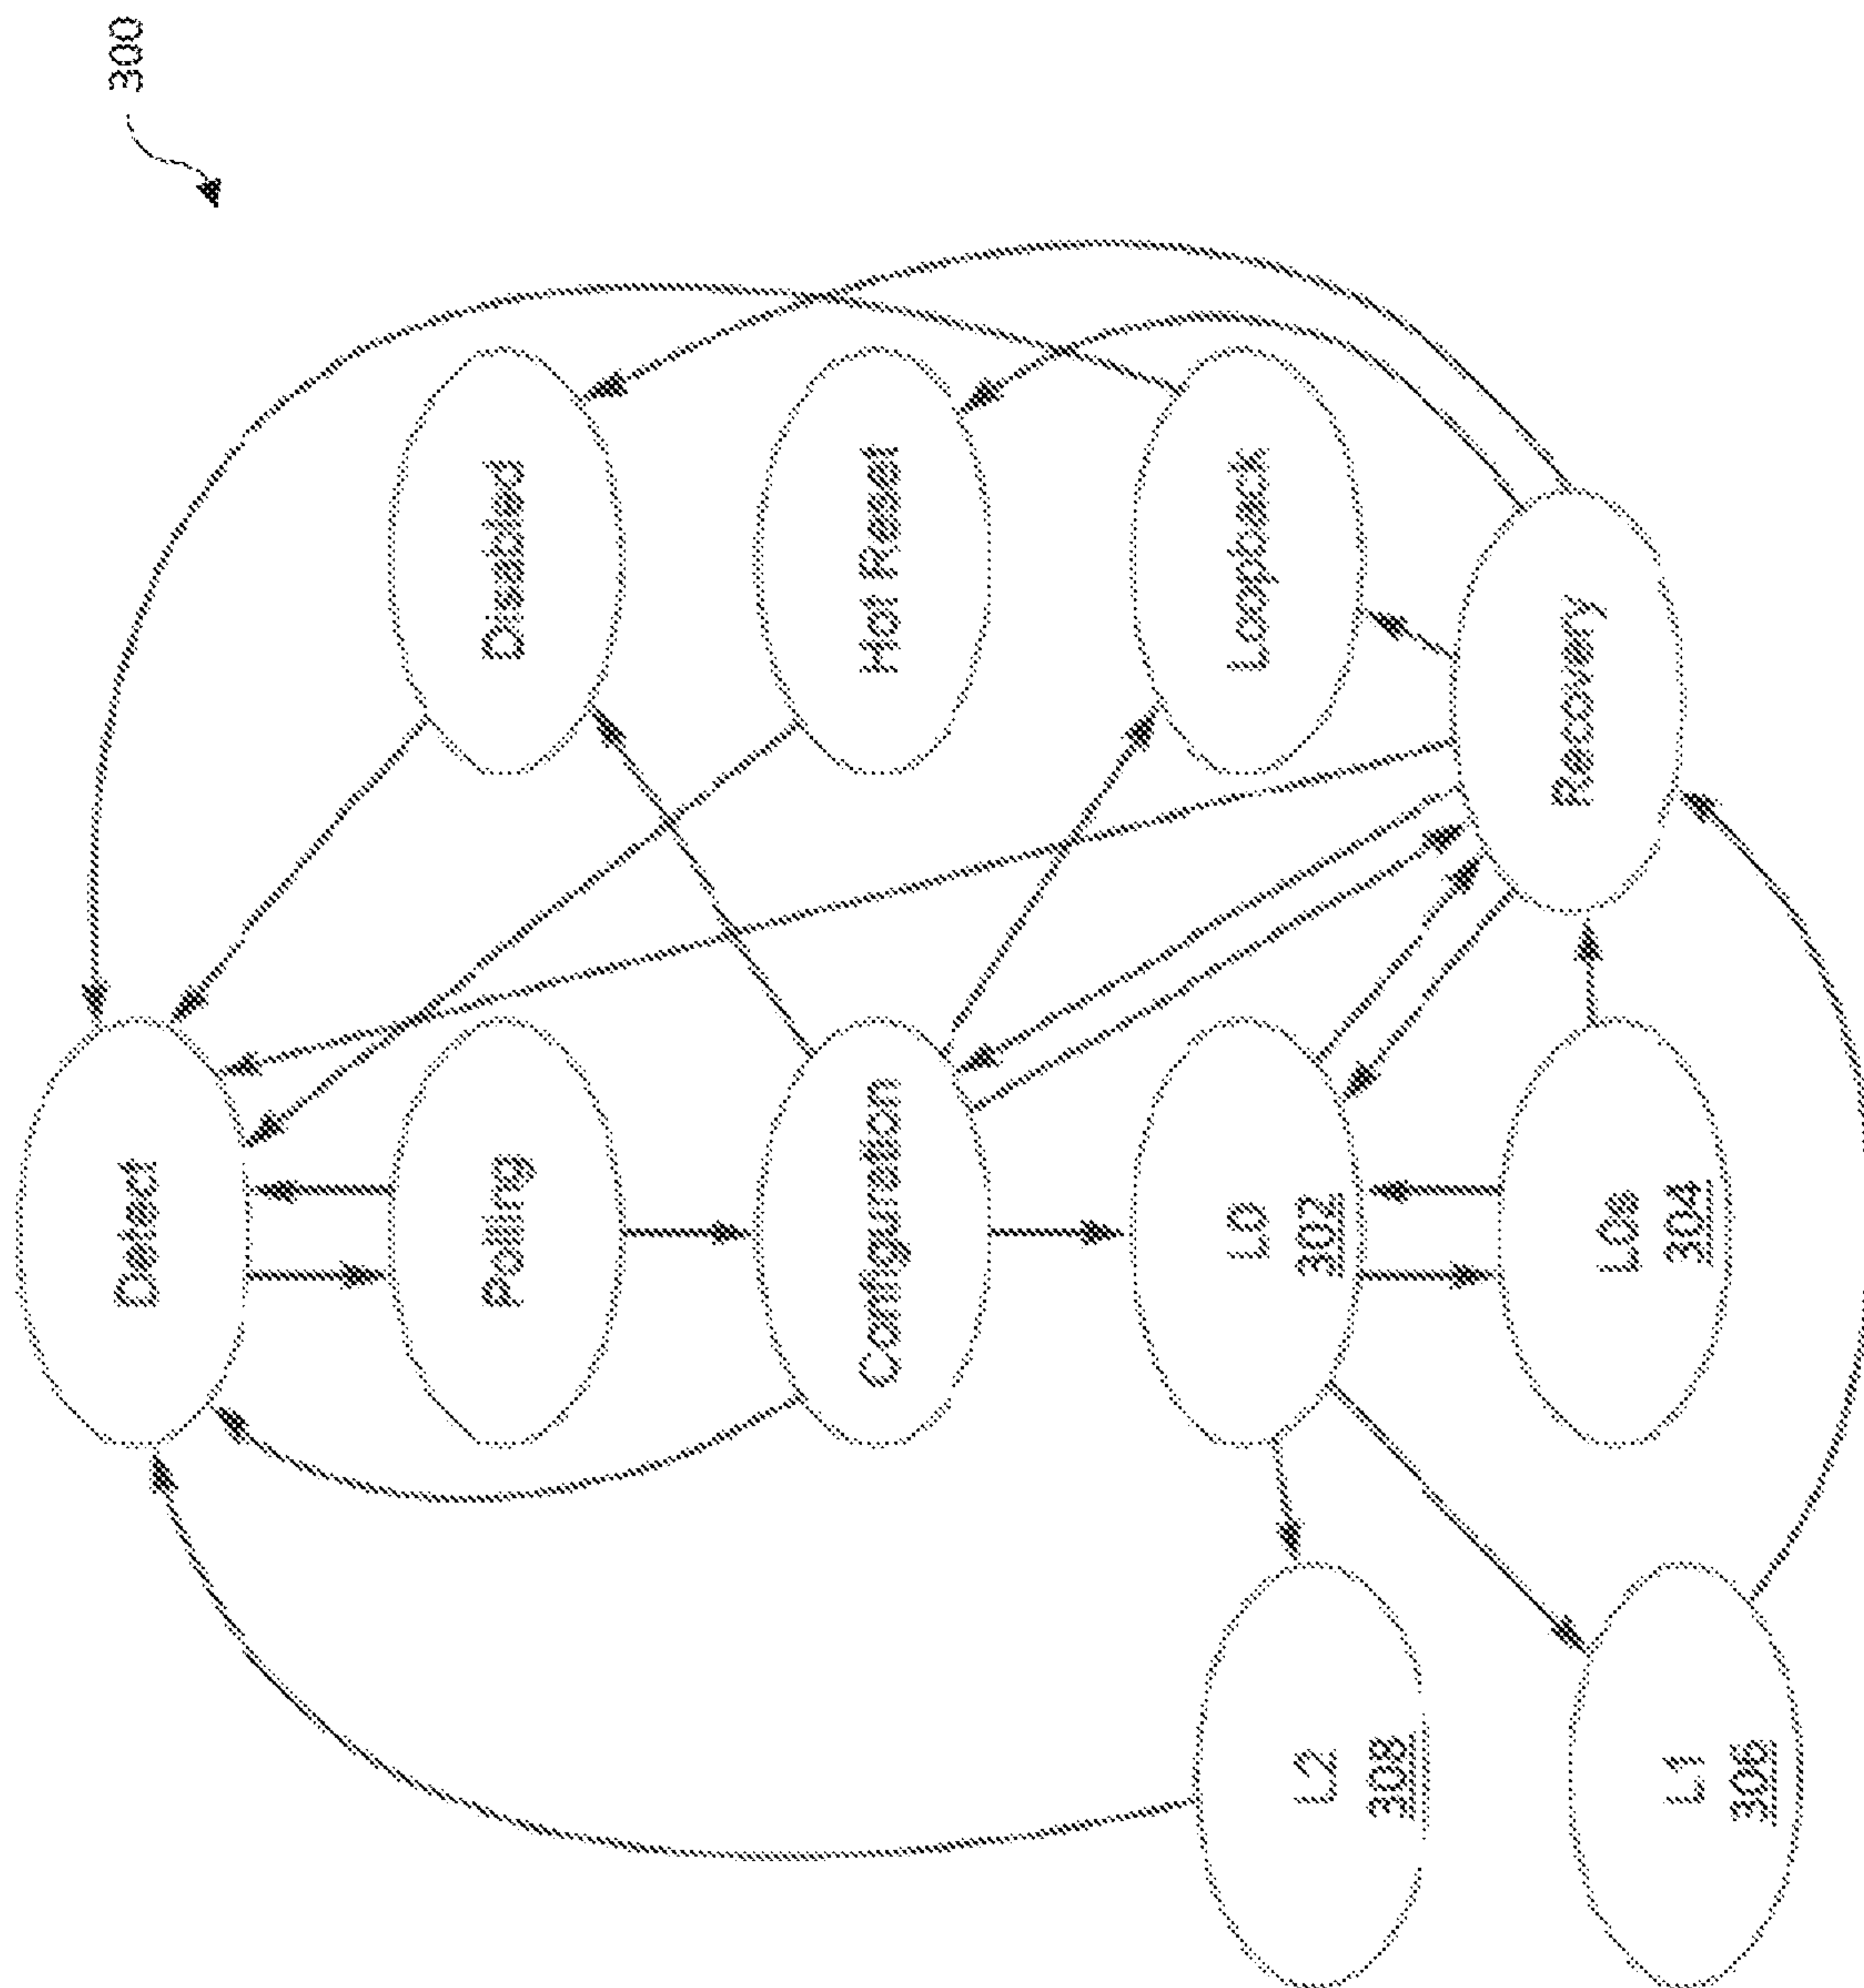 300
Detect
Disabled
Polling
Configuration
Hot Reset
L0
302
Loopback
L2
308
L0s
304
Recovery
L1
306